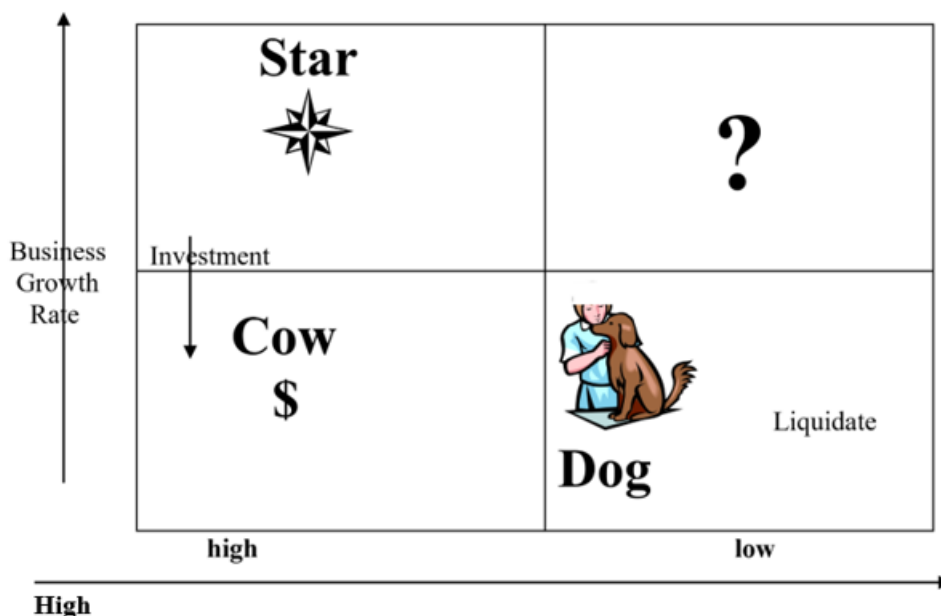 Star
?
Business
Growth
Rate
Investment
Cow
$
Liquidate
Dog
high
low
High